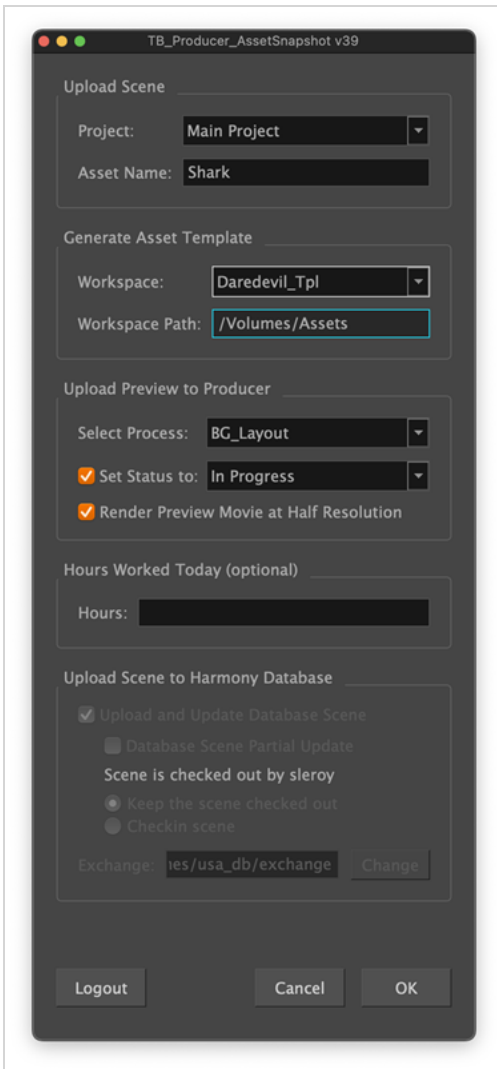 TB_Producer_AssetSnapshot v39
Upload Scene
Project: Main Project
Asset Name: Shark
Generate Asset Template
Workspace: Daredevil_Tpl
Workspace Path: /Volumes/Assets
Upload Preview to Producer
Select Process: BG_Layout
Set Status to: In Progress
Render Preview Movie at Half Resolution
Hours Worked Today (optional)
Hours:
Upload Scene to Harmony Database
Upload and Update Database Scene
Database Scene Partial Update
Scene is checked out by sleroy
Keep the scene checked out
Checkin scene
Exchange: nes/usa_db/exchange Change
Logout Cancel OK